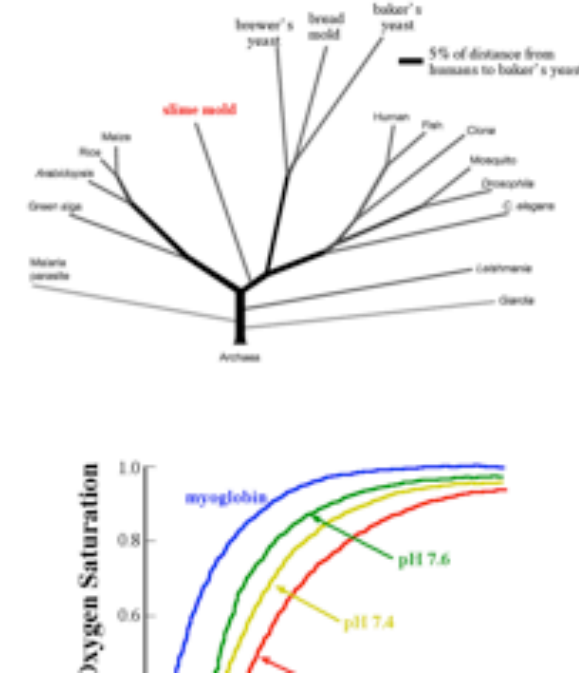 baker's
yeast
brewer's
yeast
bread
mold
5% of distance from
humans to baker's yeast
slime mold
Human
Fish
Ciona
Maize
Rice
Mosquito
Arabidopsis
Drosophila
Green alga
C. elegans
Malaria
parasite
Leishmania
Giardia
Archaea
Oxygen Saturation
1.0
myoglobin
0.8
pH 7.6
0.6
pH 7.4